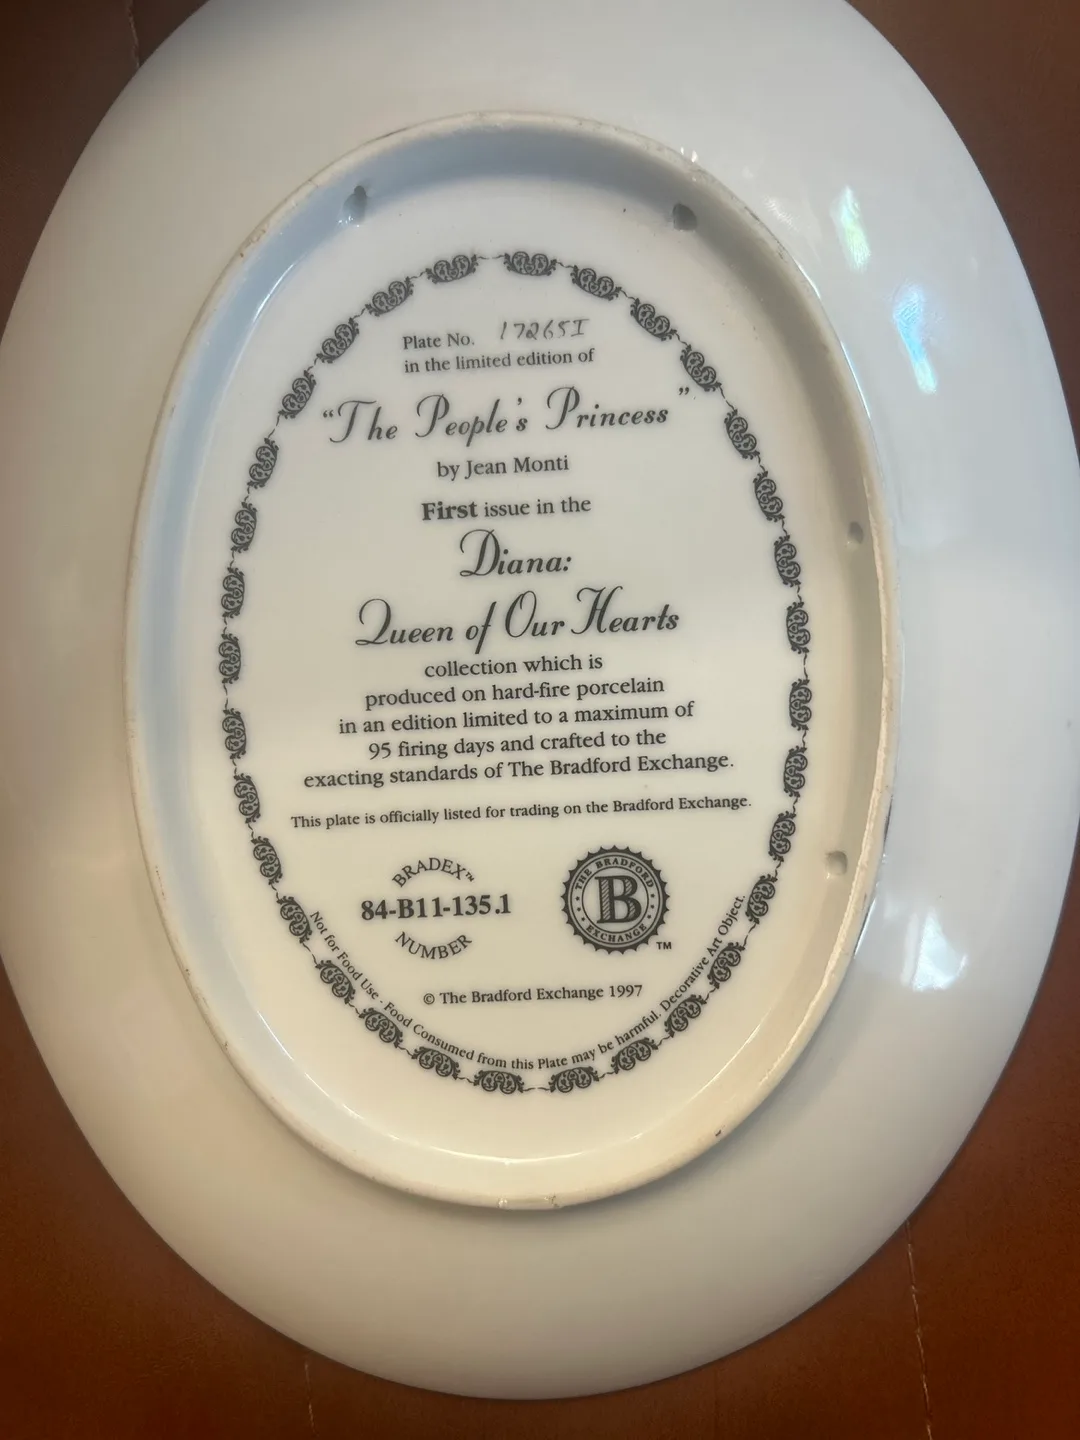 Plate No. 17265I
in the limited edition of
“The People's Princess”
by Jean Monti
First issue in the
Diana:
Queen of Our Hearts
collection which is
produced on hard-fire porcelain
in an edition limited to a maximum of
95 firing days and crafted to the
exacting standards of The Bradford Exchange.
This plate is officially listed for trading on the Bradford Exchange.
BRADEX™
84-B11-135.1
NUMBER
THE BRADFORD
B
EXCHANGE
™
© The Bradford Exchange 1997
Not for Food Use - Food Consumed from this Plate may be harmful. Decorative Art Object.